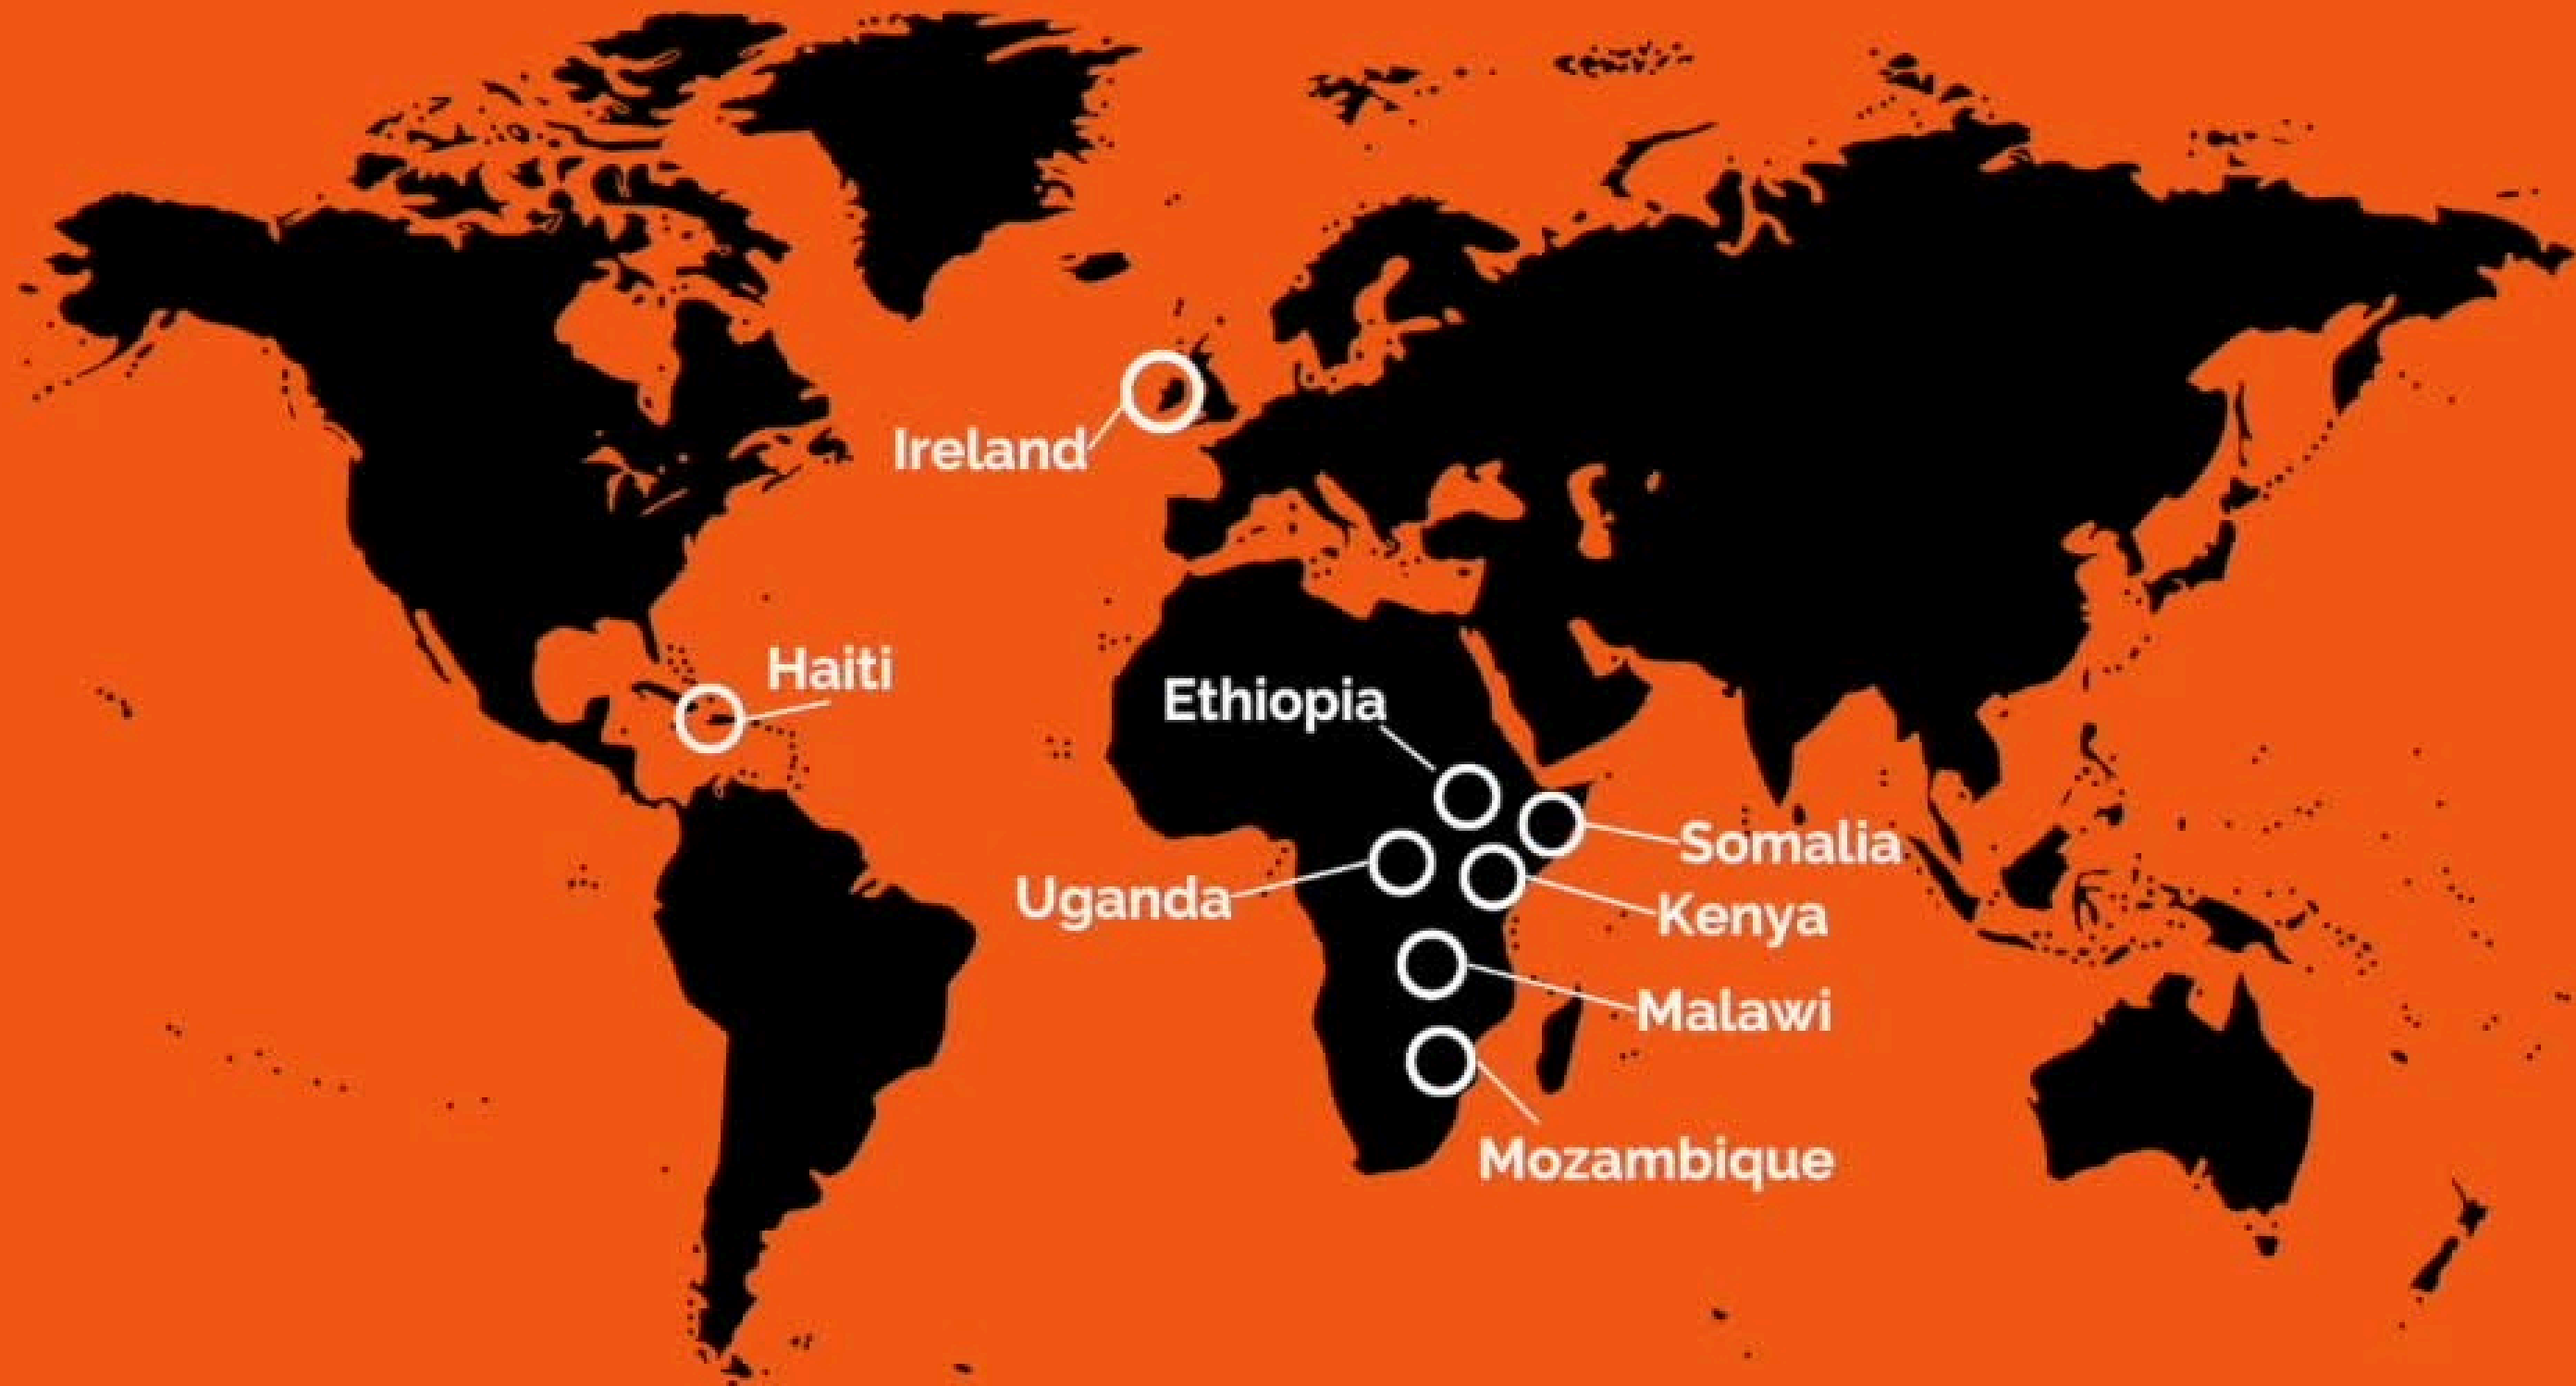 Ireland
Haiti
Ethiopia
Somalia
Uganda
Kenya
Malawi
Mozambique